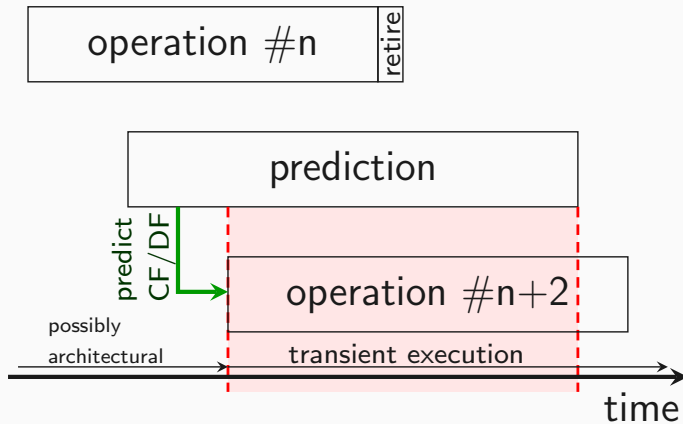 operation #n
retire
prediction
predict
CF/DF
operation #n+2
possibly
architectural
transient execution
time